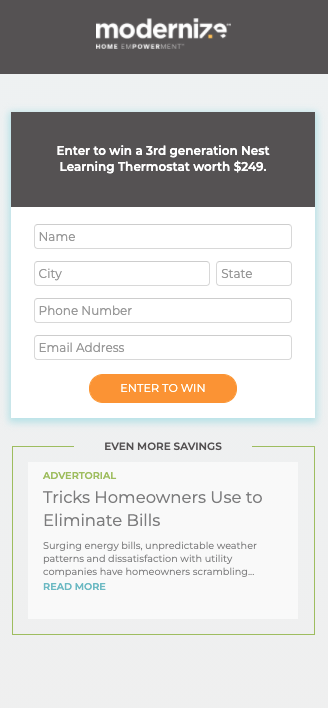 modernize™
HOME EMPOWERMENT
Enter to win a 3rd generation Nest
Learning Thermostat worth $249.
Name
City
State
Phone Number
Email Address
ENTER TO WIN
EVEN MORE SAVINGS
ADVERTORIAL
Tricks Homeowners Use to
Eliminate Bills
Surging energy bills, unpredictable weather
patterns and dissatisfaction with utility
companies have homeowners scrambling...
READ MORE